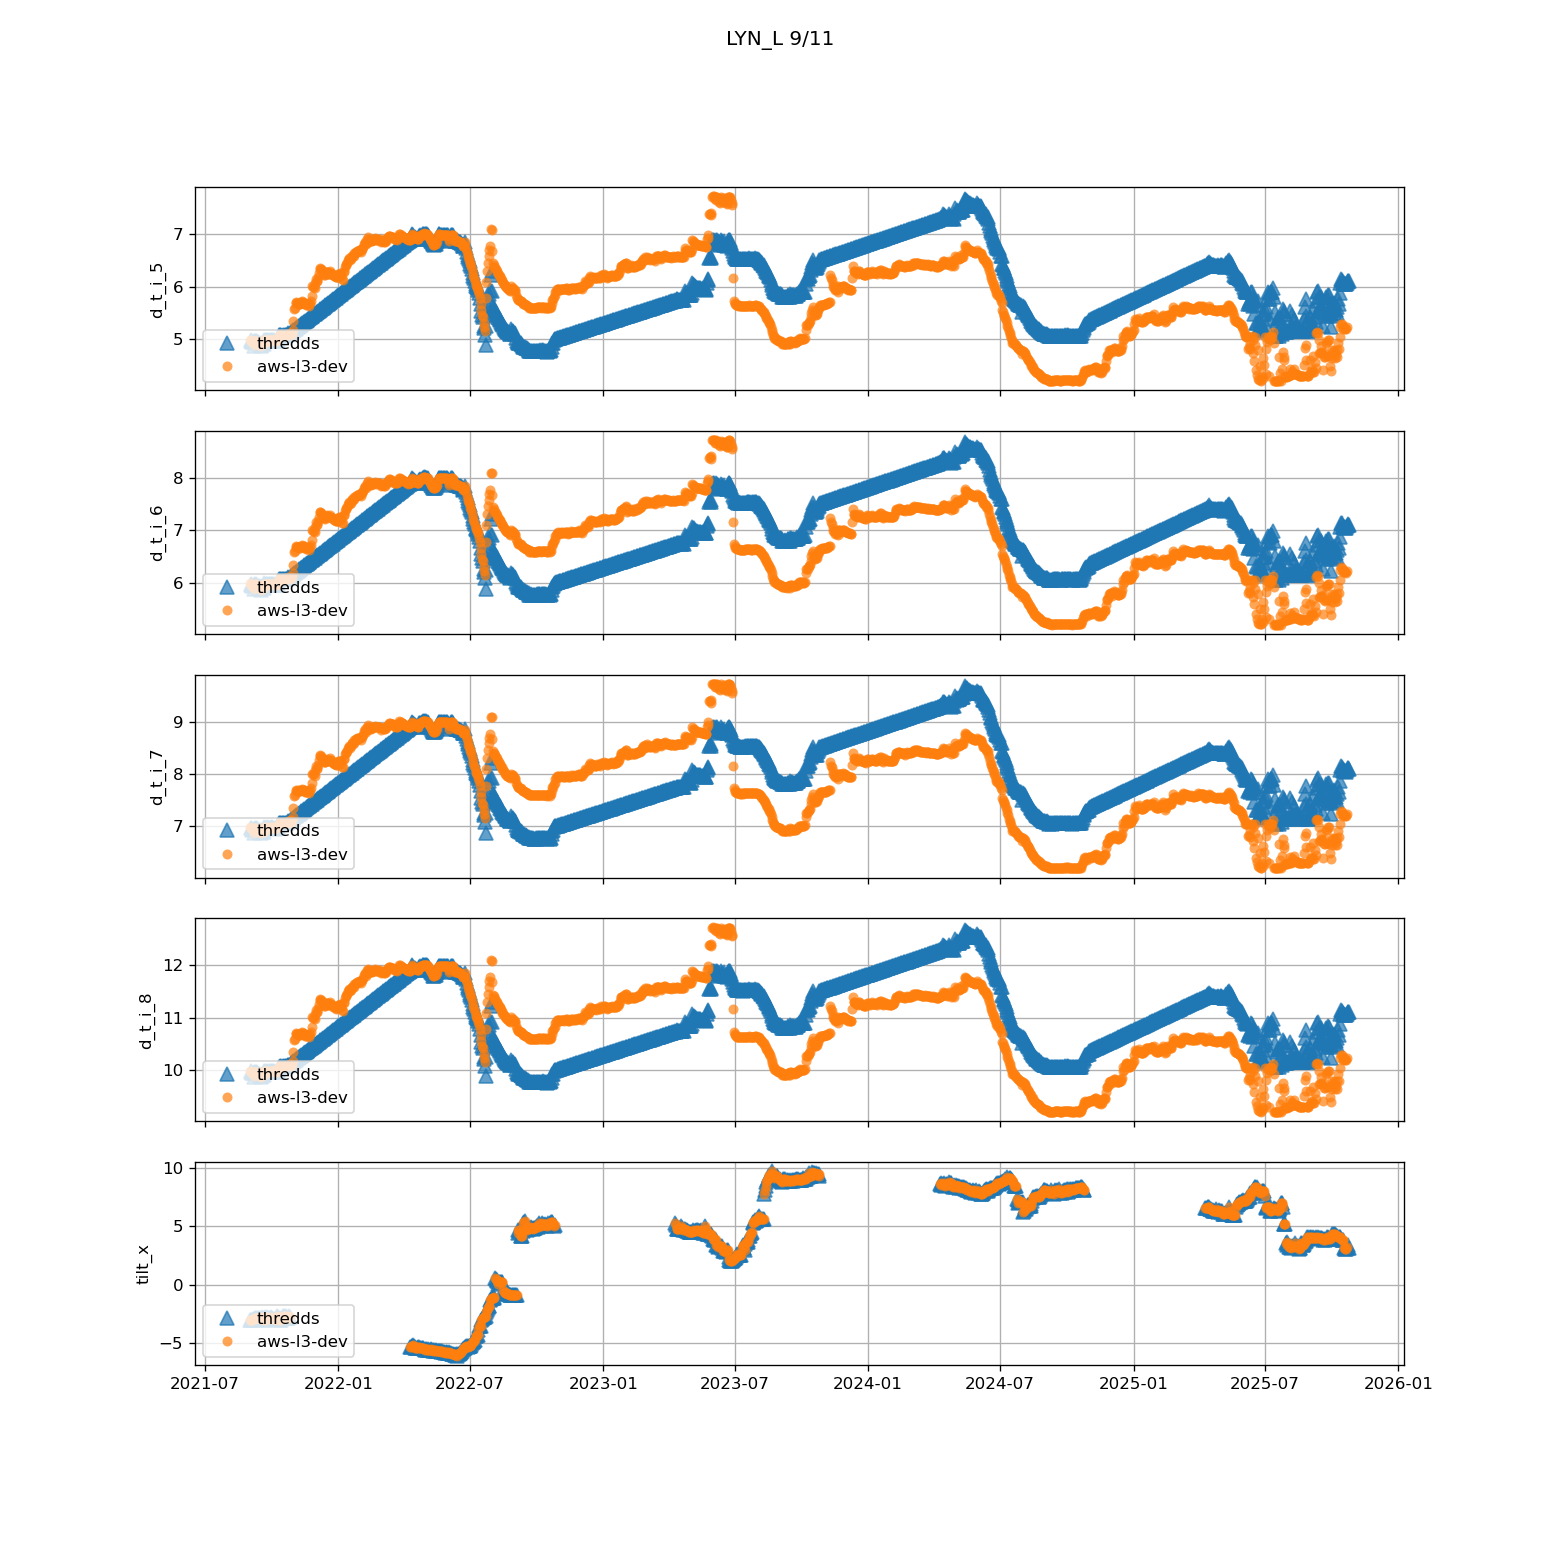 LYN_L 9/11
d_t_i_5
7
6
5
thredds
aws-l3-dev
d_t_i_6
8
7
6
thredds
aws-l3-dev
d_t_i_7
9
8
7
thredds
aws-l3-dev
d_t_i_8
12
11
10
thredds
aws-l3-dev
tilt_x
10
5
0
−5
thredds
aws-l3-dev
2021-07 2022-01 2022-07 2023-01 2023-07 2024-01 2024-07 2025-01 2025-07 2026-01